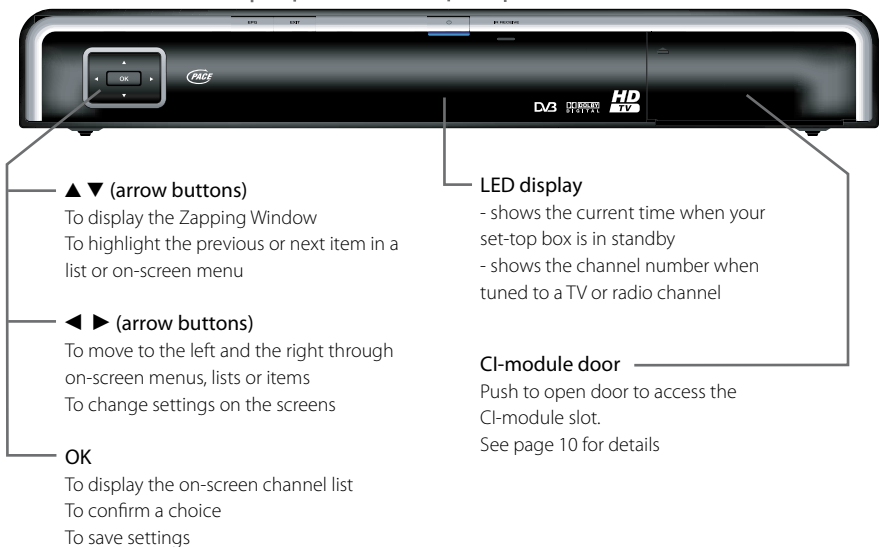 EPG EXIT IR RECEIVE
OK
PACE
DVB DOLBY DIGITAL HD TV
▲ ▼ (arrow buttons)
To display the Zapping Window
To highlight the previous or next item in a
list or on-screen menu
◀ ▶ (arrow buttons)
To move to the left and the right through
on-screen menus, lists or items
To change settings on the screens
OK
To display the on-screen channel list
To confirm a choice
To save settings
LED display
- shows the current time when your
set-top box is in standby
- shows the channel number when
tuned to a TV or radio channel
CI-module door
Push to open door to access the
CI-module slot.
See page 10 for details